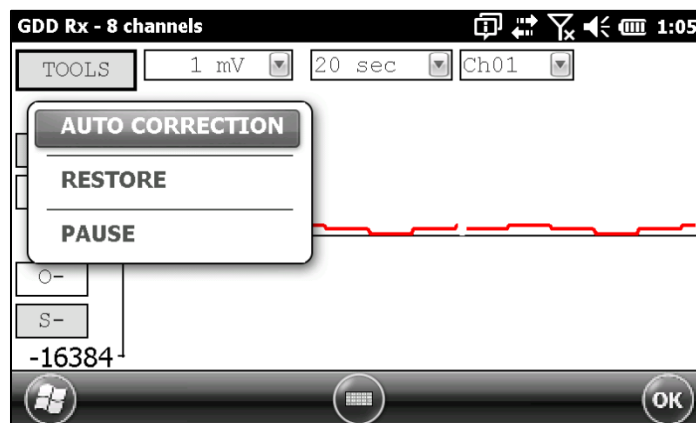 GDD Rx - 8 channels 1:05
TOOLS 1 mV 20 sec Ch01
AUTO CORRECTION
RESTORE
PAUSE
O-
S-
-16384
OK